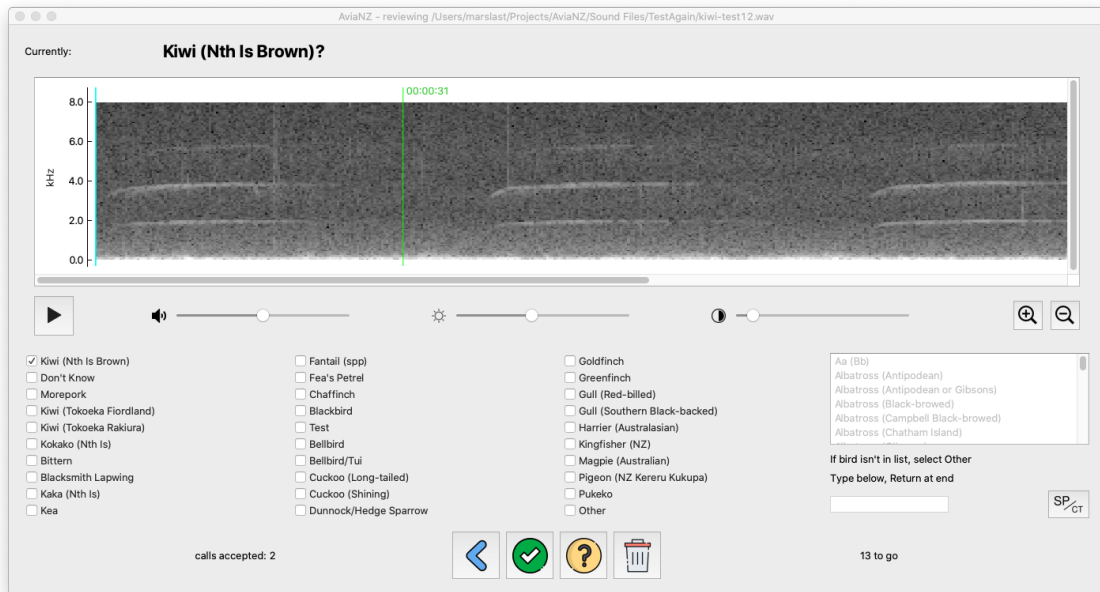 AviaNZ - reviewing /Users/marslast/Projects/AviaNZ/Sound Files/TestAgain/kiwi-test12.wav
Currently:
Kiwi (Nth Is Brown)?
00:00:31
8.0
6.0
4.0
2.0
0.0
kHz
Kiwi (Nth Is Brown)
Don't Know
Morepork
Kiwi (Tokoeka Fiordland)
Kiwi (Tokoeka Rakiura)
Kokako (Nth Is)
Bittern
Blacksmith Lapwing
Kaka (Nth Is)
Kea
Fantail (spp)
Fea's Petrel
Chaffinch
Blackbird
Test
Bellbird
Bellbird/Tui
Cuckoo (Long-tailed)
Cuckoo (Shining)
Dunnock/Hedge Sparrow
Goldfinch
Greenfinch
Gull (Red-billed)
Gull (Southern Black-backed)
Harrier (Australasian)
Kingfisher (NZ)
Magpie (Australian)
Pigeon (NZ Kereru Kukupa)
Pukeko
Other
Aa (Bb)
Albatross (Antipodean)
Albatross (Antipodean or Gibsons)
Albatross (Black-browed)
Albatross (Campbell Black-browed)
Albatross (Chatham Island)
If bird isn't in list, select Other
Type below, Return at end
SP/CT
calls accepted: 2
13 to go